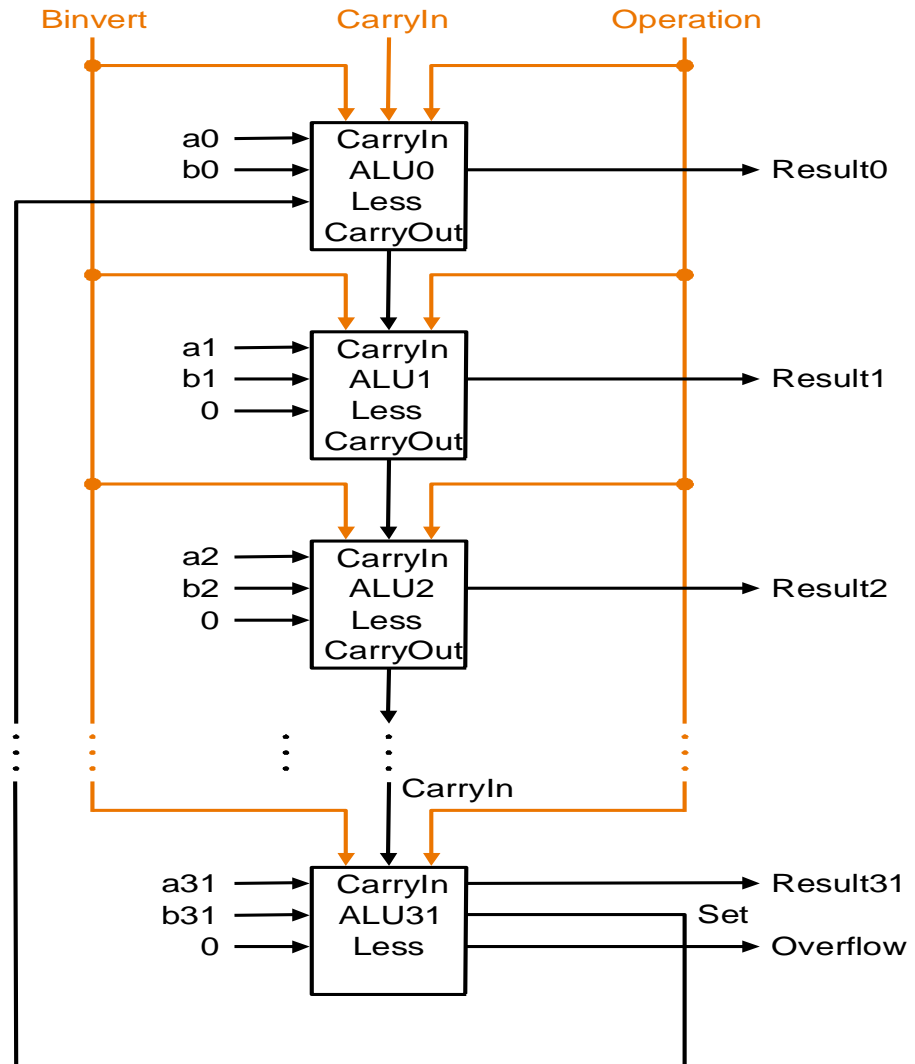 Binvert CarryIn Operation
a0 CarryIn
b0 ALU0 Result0
Less
CarryOut
a1 CarryIn
b1 ALU1 Result1
0 Less
CarryOut
a2 CarryIn
b2 ALU2 Result2
0 Less
CarryOut
CarryIn
a31 CarryIn Result31
b31 ALU31 Set
0 Less Overflow